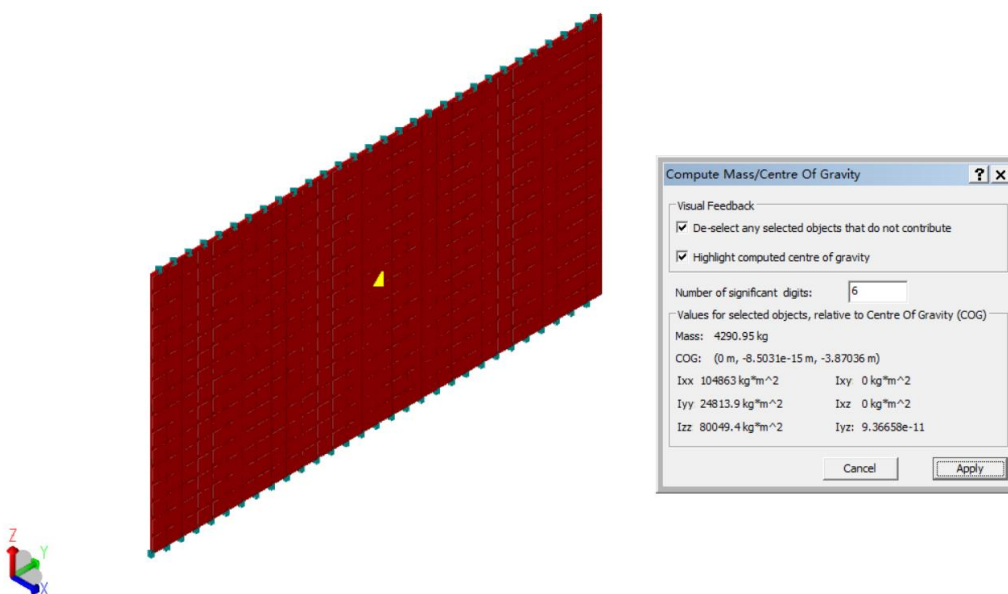 Compute Mass/Centre Of Gravity
? ×
Visual Feedback
De-select any selected objects that do not contribute
Highlight computed centre of gravity
Number of significant digits: 6
Values for selected objects, relative to Centre Of Gravity (COG)
Mass: 4290.95 kg
COG: (0 m, -8.5031e-15 m, -3.87036 m)
Ixx 104863 kg*m^2 Ixy 0 kg*m^2
Iyy 24813.9 kg*m^2 Ixz 0 kg*m^2
Izz 80049.4 kg*m^2 Iyz: 9.36658e-11
Cancel Apply
Z
Y
X